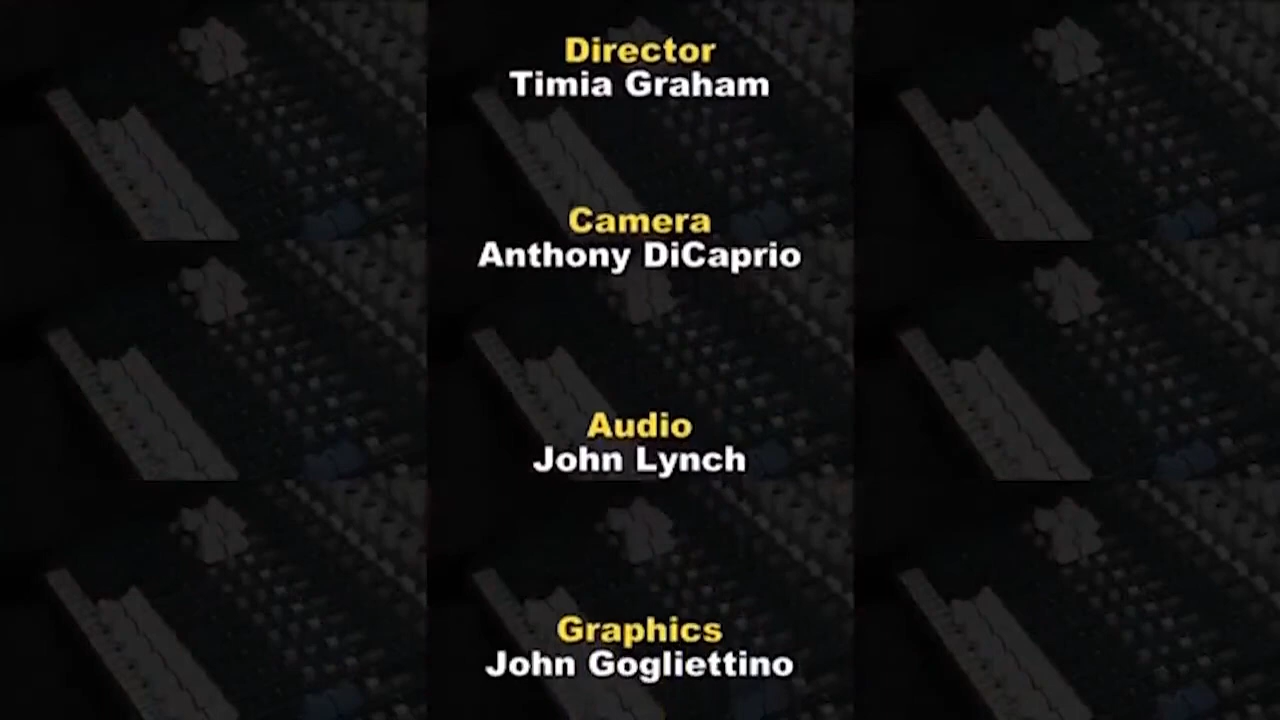 Director
Timia Graham
Camera
Anthony DiCaprio
Audio
John Lynch
Graphics
John Gogliettino